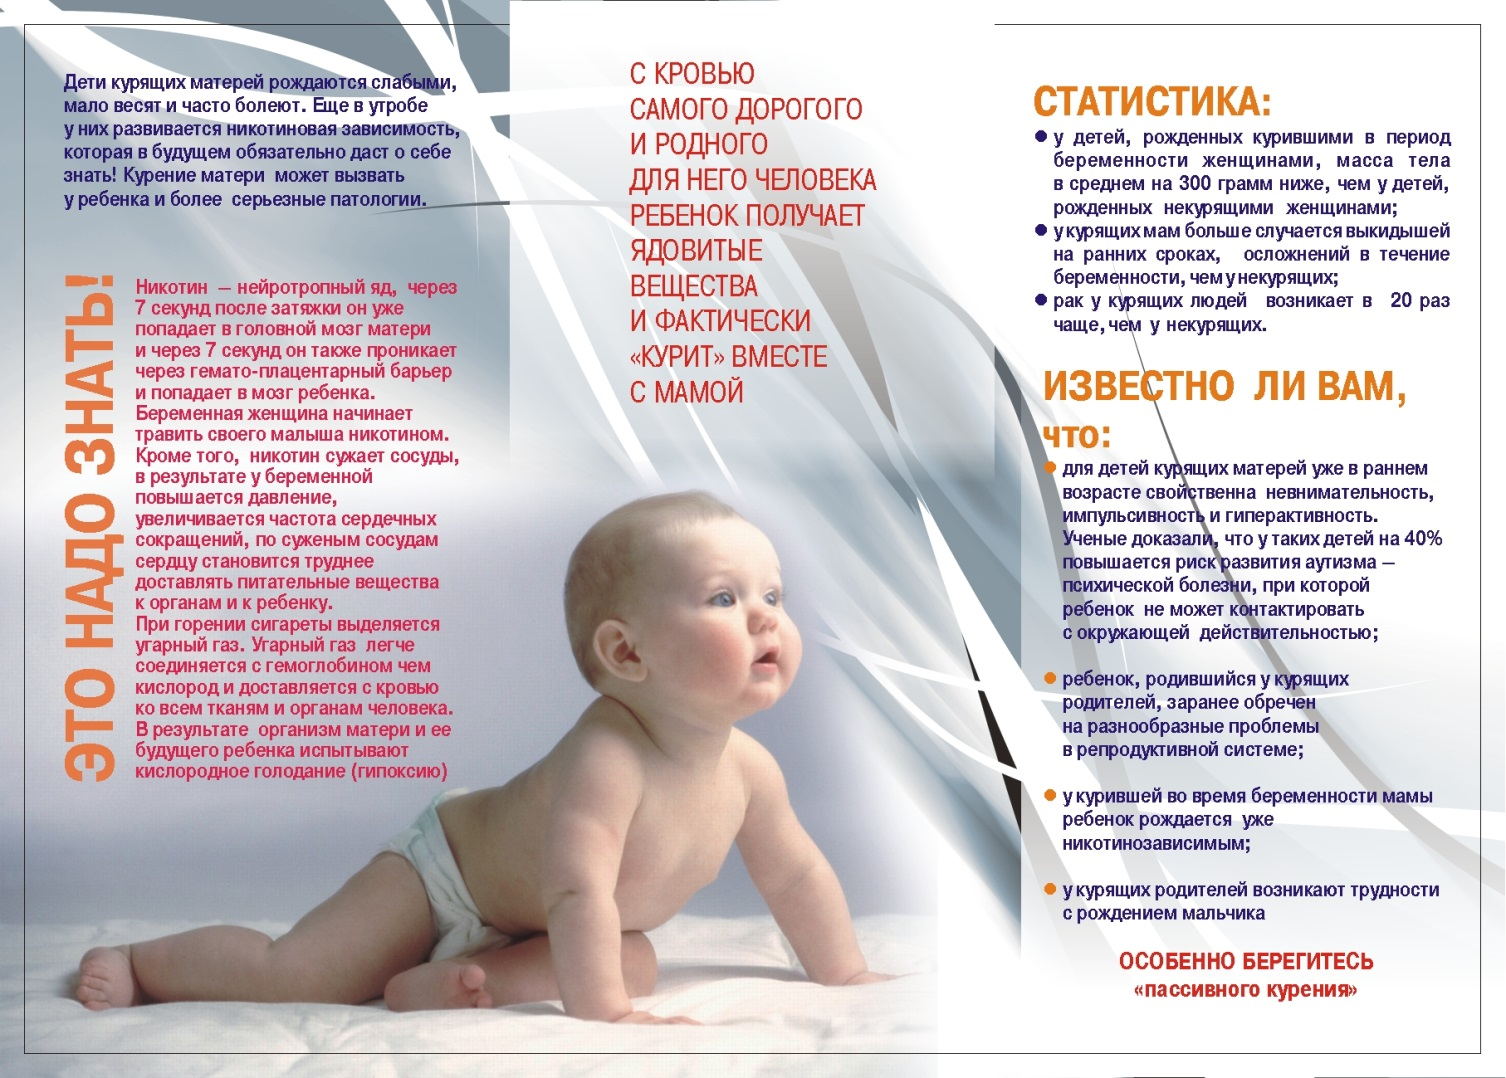 Дети курящих матерей рождаются слабыми,
мало весят и часто болеют. Еще в утробе
у них развивается никотиновая зависимость,
которая в будущем обязательно даст о себе
знать! Курение матери может вызвать
у ребенка и более серьезные патологии.
ЭТО НАДО ЗНАТЬ!
Никотин — нейротропный яд, через
7 секунд после затяжки он уже
попадает в головной мозг матери
и через 7 секунд он также проникает
через гемато-плацентарный барьер
и попадает в мозг ребенка.
Беременная женщина начинает
травить своего малыша никотином.
Кроме того, никотин сужает сосуды,
в результате у беременной
повышается давление,
увеличивается частота сердечных
сокращений, по суженым сосудам
сердцу становится труднее
доставлять питательные вещества
к органам и к ребенку.
При горении сигареты выделяется
угарный газ. Угарный газ легче
соединяется с гемоглобином чем
кислород и доставляется с кровью
ко всем тканям и органам человека.
В результате организм матери и ее
будущего ребенка испытывают
кислородное голодание (гипоксию)
С КРОВЬЮ
САМОГО ДОРОГОГО
И РОДНОГО
ДЛЯ НЕГО ЧЕЛОВЕКА
РЕБЕНОК ПОЛУЧАЕТ
ЯДОВИТЫЕ
ВЕЩЕСТВА
И ФАКТИЧЕСКИ
«КУРИТ» ВМЕСТЕ
С МАМОЙ
СТАТИСТИКА:
● у детей, рожденных курившими в период
беременности женщинами, масса тела
в среднем на 300 грамм ниже, чем у детей,
рожденных некурящими женщинами;
● у курящих мам больше случается выкидышей
на ранних сроках, осложнений в течение
беременности, чем у некурящих;
● рак у курящих людей возникает в 20 раз
чаще, чем у некурящих.
ИЗВЕСТНО ЛИ ВАМ,
что:
● для детей курящих матерей уже в раннем
возрасте свойственна невнимательность,
импульсивность и гиперактивность.
Ученые доказали, что у таких детей на 40%
повышается риск развития аутизма —
психической болезни, при которой
ребенок не может контактировать
с окружающей действительностью;
● ребенок, родившийся у курящих
родителей, заранее обречен
на разнообразные проблемы
в репродуктивной системе;
● у курившей во время беременности мамы
ребенок рождается уже
никотинозависимым;
● у курящих родителей возникают трудности
с рождением мальчика
ОСОБЕННО БЕРЕГИТЕСЬ
«пассивного курения»